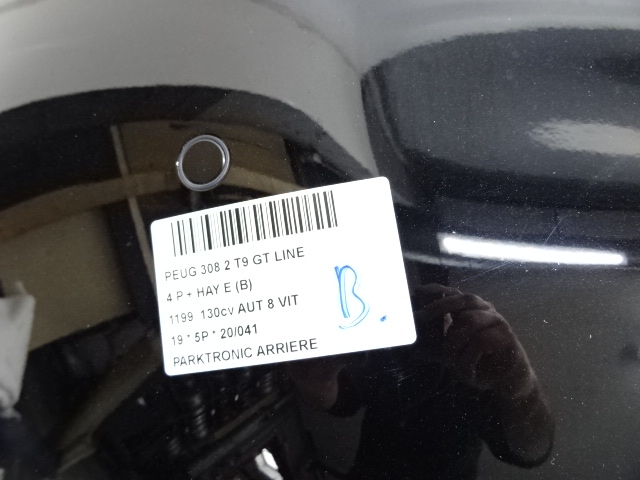 PEUG 308 2 T9 GT LINE
4 P + HAY E (B)
1199 130cv AUT 8 VIT
19 * 5P * 20/041
PARKTRONIC ARRIERE
B.